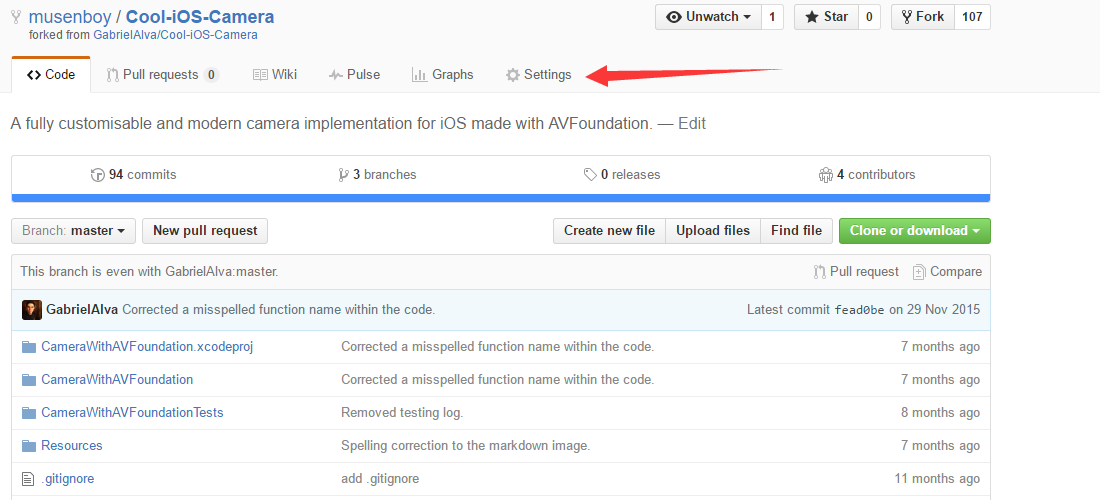 musenboy / Cool-iOS-Camera
Unwatch 1 Star 0 Fork 107
forked from GabrielAlva/Cool-iOS-Camera
Code Pull requests 0 Wiki Pulse Graphs Settings
A fully customisable and modern camera implementation for iOS made with AVFoundation. — Edit
94 commits 3 branches 0 releases 4 contributors
Branch: master New pull request Create new file Upload files Find file Clone or download
This branch is even with GabrielAlva:master. Pull request Compare
GabrielAlva Corrected a misspelled function name within the code. Latest commit fead0be on 29 Nov 2015
CameraWithAVFoundation.xcodeproj Corrected a misspelled function name within the code. 7 months ago
CameraWithAVFoundation Corrected a misspelled function name within the code. 7 months ago
CameraWithAVFoundationTests Removed testing log. 8 months ago
Resources Spelling correction to the markdown image. 7 months ago
.gitignore add .gitignore 11 months ago